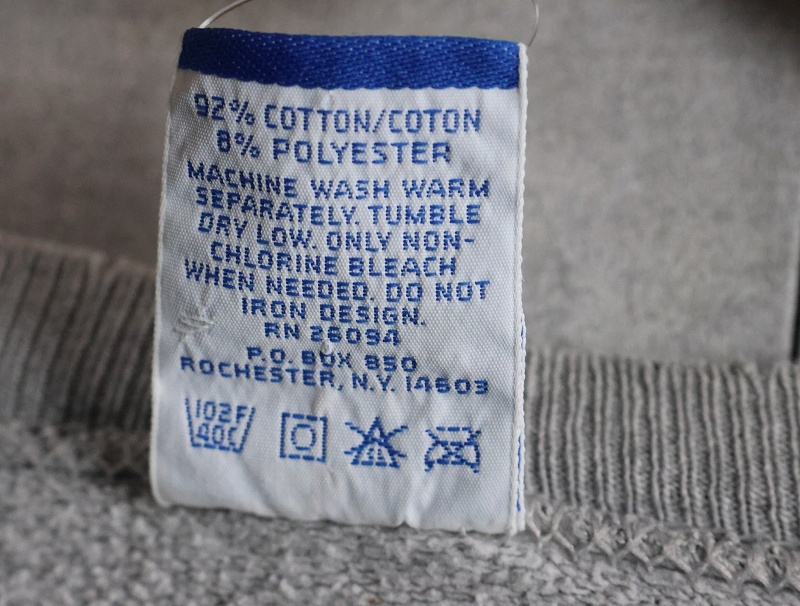 92% COTTON/COTON
8% POLYESTER
MACHINE WASH WARM
SEPARATELY. TUMBLE
DRY LOW. ONLY NON-
CHLORINE BLEACH
WHEN NEEDED. DO NOT
IRON DESIGN.
RN 26094
P.O. BOX 850
ROCHESTER, N.Y. 14603
102F
40C